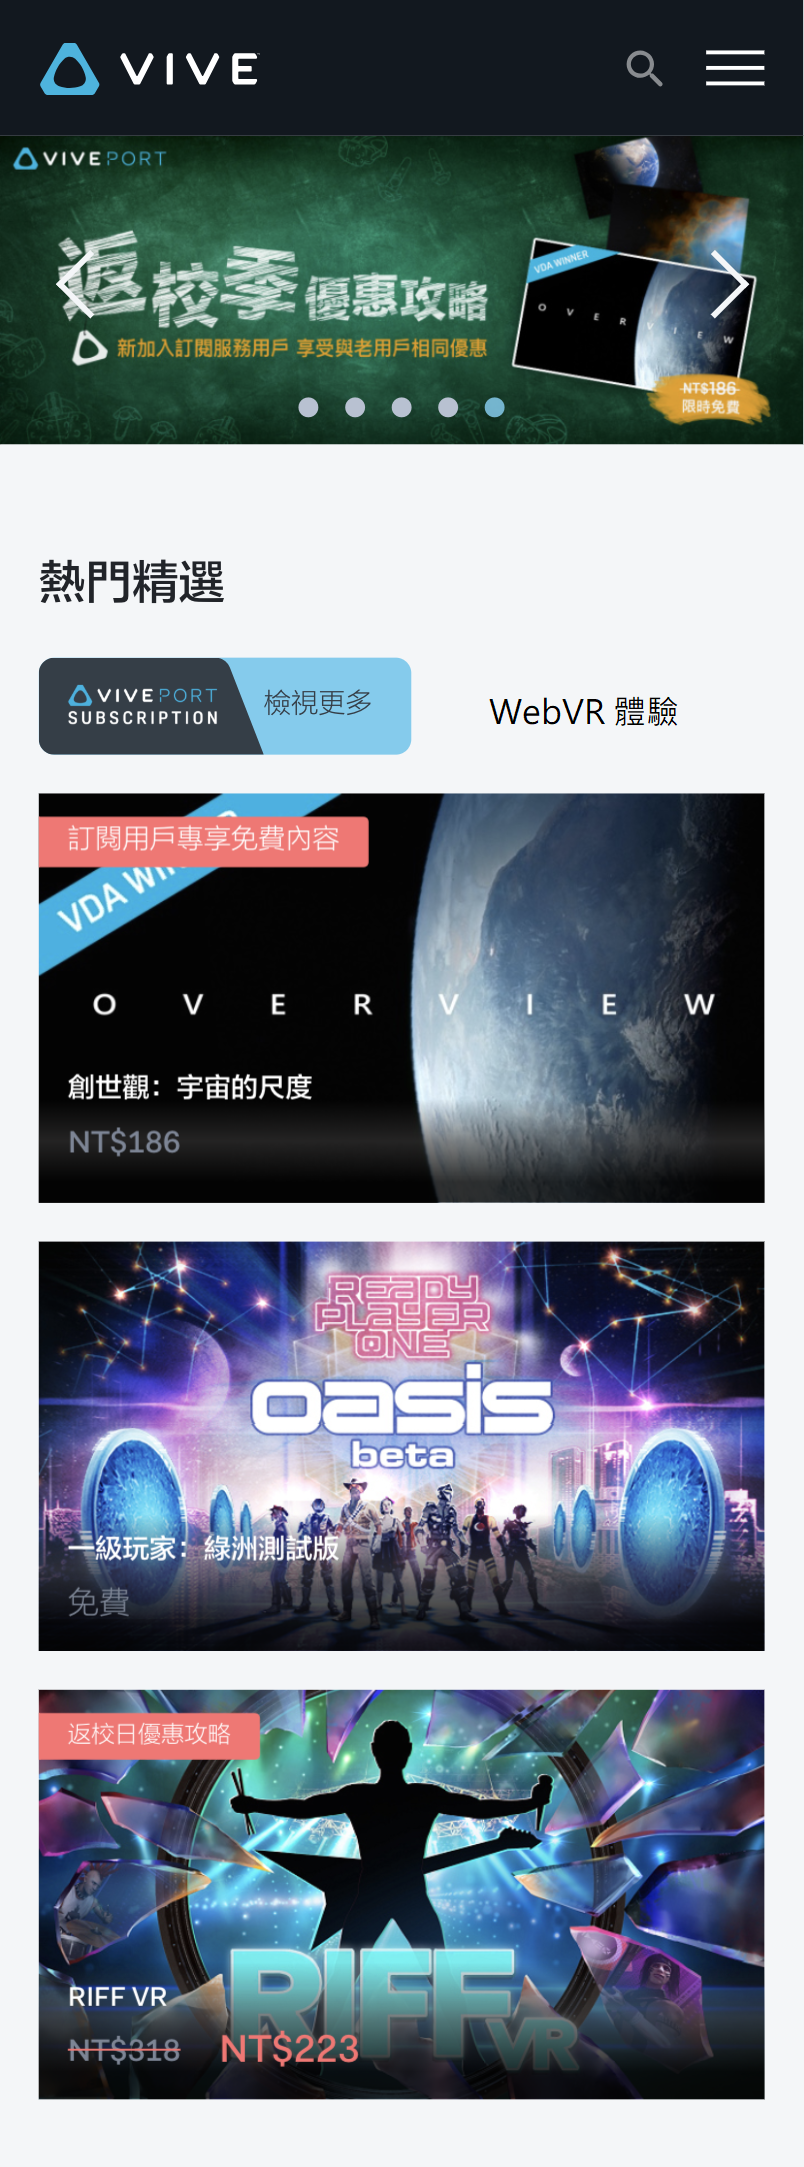 VIVE
VIVEPORT
返校季優惠攻略
新加入訂閱服務用戶 享受與老用戶相同優惠
VDA WINNER
OVERVIEW
NT$186
限時免費
熱門精選
VIVEPORT
SUBSCRIPTION
檢視更多
WebVR 體驗
訂閱用戶專享免費內容
VDA
OVERVIEW
創世觀：宇宙的尺度
NT$186
READY
PLAYER
ONE
oasis
beta
一級玩家：綠洲測試版
免費
返校日優惠攻略
RIFF VR
RIFF VR
NT$318 NT$223